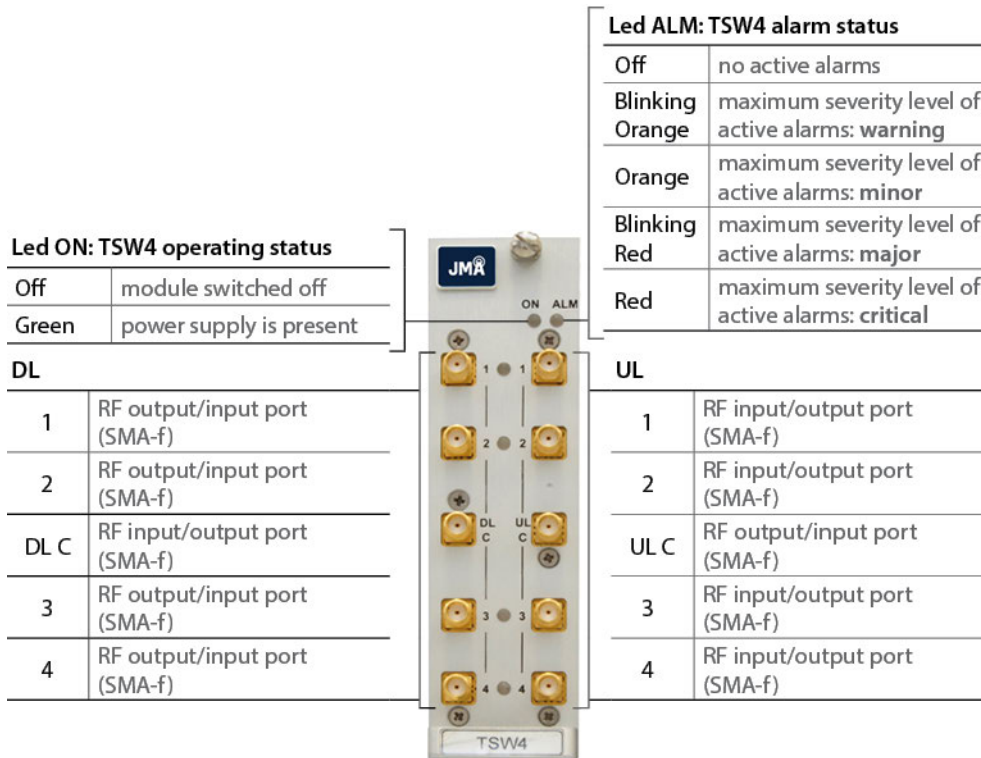 Led ALM: TSW4 alarm status
Off no active alarms
Blinking Orange maximum severity level of
active alarms: warning
Orange maximum severity level of
active alarms: minor
Blinking Red maximum severity level of
active alarms: major
Red maximum severity level of
active alarms: critical
Led ON: TSW4 operating status
Off module switched off
Green power supply is present
DL
1 RF output/input port
(SMA-f)
2 RF output/input port
(SMA-f)
DL C RF input/output port
(SMA-f)
3 RF output/input port
(SMA-f)
4 RF output/input port
(SMA-f)
JMA
ON ALM
1 1
2 2
DL UL
C C
3 3
4 4
TSW4
UL
1 RF input/output port
(SMA-f)
2 RF input/output port
(SMA-f)
UL C RF output/input port
(SMA-f)
3 RF input/output port
(SMA-f)
4 RF input/output port
(SMA-f)